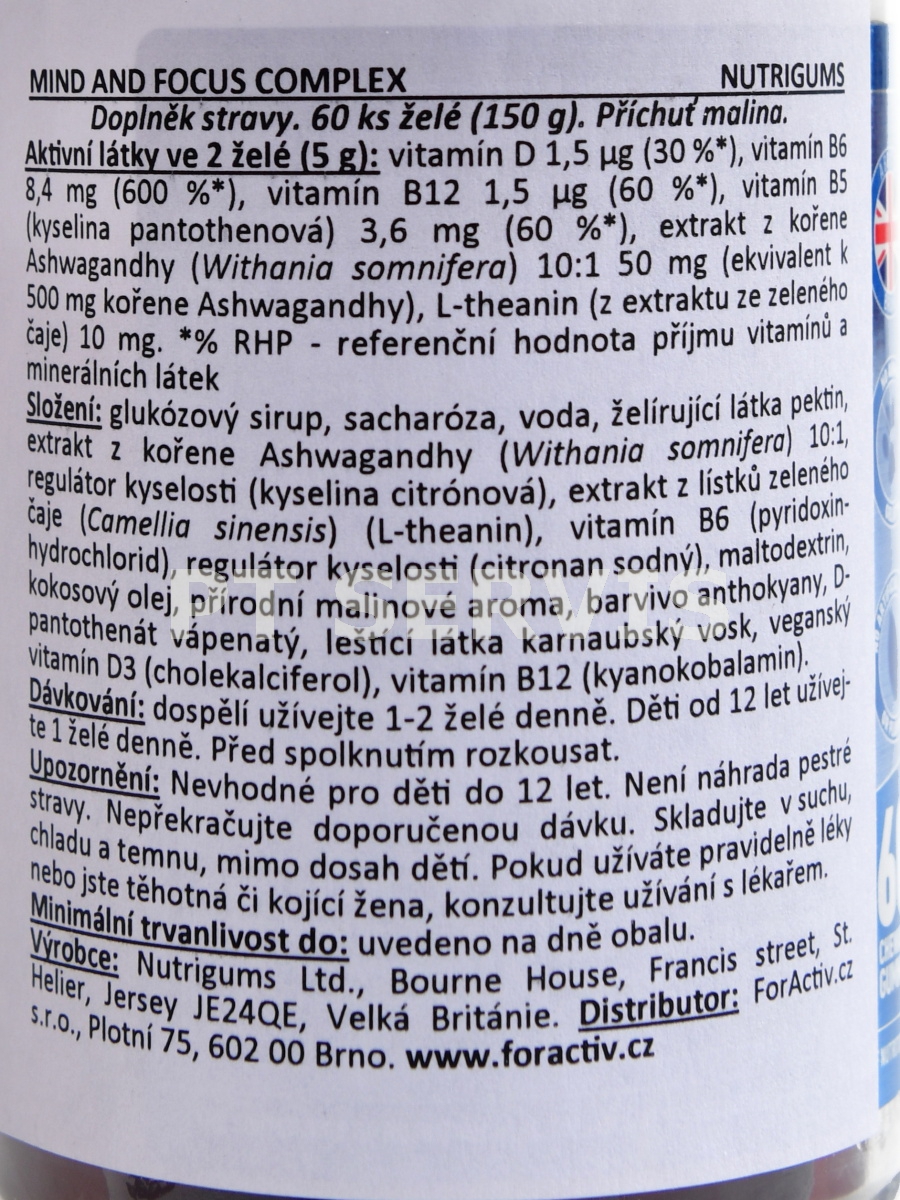 MIND AND FOCUS COMPLEX NUTRIGUMS
Doplněk stravy. 60 ks želé (150 g). Příchuť malina.
Aktivní látky ve 2 želé (5 g): vitamín D 1,5 µg (30 %*), vitamín B6
8,4 mg (600 %*), vitamín B12 1,5 µg (60 %*), vitamín B5
(kyselina pantothenová) 3,6 mg (60 %*), extrakt z kořene
Ashwagandhy (Withania somnifera) 10:1 50 mg (ekvivalent k
500 mg kořene Ashwagandhy), L-theanin (z extraktu ze zeleného
čaje) 10 mg. *% RHP - referenční hodnota příjmu vitamínů a
minerálních látek
Složení: glukózový sirup, sacharóza, voda, želírující látka pektin,
extrakt z kořene Ashwagandhy (Withania somnifera) 10:1,
regulátor kyselosti (kyselina citrónová), extrakt z lístků zeleného
čaje (Camellia sinensis) (L-theanin), vitamín B6 (pyridoxin-
hydrochlorid), regulátor kyselosti (citronan sodný), maltodextrin,
kokosový olej, přírodní malinové aroma, barvivo anthokyany, D-
pantothenát vápenatý, leštící látka karnaubský vosk, veganský
vitamín D3 (cholekalciferol), vitamín B12 (kyanokobalamin).
Dávkování: dospělí užívejte 1-2 želé denně. Děti od 12 let užívej-
te 1 želé denně. Před spolknutím rozkousat.
Upozornění: Nevhodné pro děti do 12 let. Není náhrada pestré
stravy. Nepřekračujte doporučenou dávku. Skladujte v suchu,
chladu a temnu, mimo dosah dětí. Pokud užíváte pravidelně léky
nebo jste těhotná či kojící žena, konzultujte užívání s lékařem.
Minimální trvanlivost do: uvedeno na dně obalu.
Výrobce: Nutrigums Ltd., Bourne House, Francis street, St.
Helier, Jersey JE24QE, Velká Británie. Distributor: ForActiv.cz
s.r.o., Plotní 75, 602 00 Brno. www.foractiv.cz
PT SERVIS